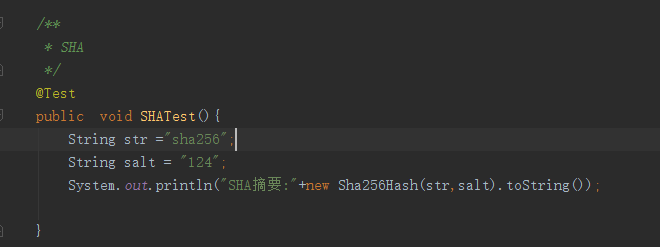 /**
* SHA
*/
@Test
public  void SHATest(){
String str ="sha256";
String salt = "124";
System.out.println("SHA摘要:"+new Sha256Hash(str,salt).toString());
}